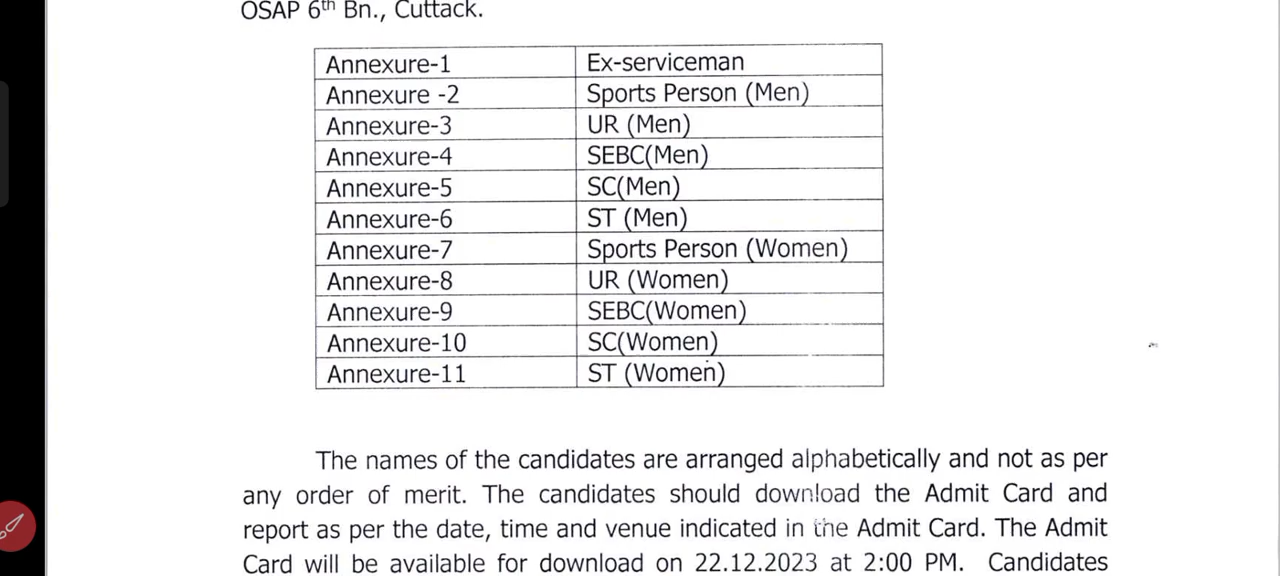 OSAP 6th Bn., Cuttack.
Annexure-1 Ex-serviceman
Annexure -2 Sports Person (Men)
Annexure-3 UR (Men)
Annexure-4 SEBC(Men)
Annexure-5 SC(Men)
Annexure-6 ST (Men)
Annexure-7 Sports Person (Women)
Annexure-8 UR (Women)
Annexure-9 SEBC(Women)
Annexure-10 SC(Women)
Annexure-11 ST (Women)
The names of the candidates are arranged alphabetically and not as per
any order of merit. The candidates should download the Admit Card and
report as per the date, time and venue indicated in the Admit Card. The Admit
Card will be available for download on 22.12.2023 at 2:00 PM. Candidates